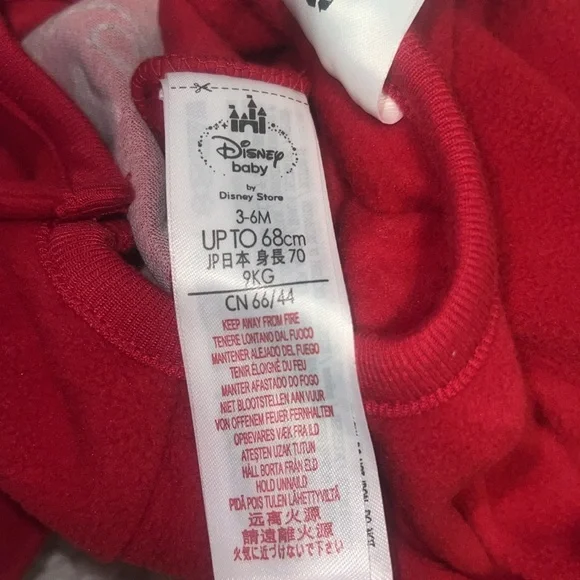 Disney
baby
by
Disney Store
3-6M
UP TO 68cm
JP日本 身長 70
9KG
CN 66/44
KEEP AWAY FROM FIRE
TENERE LONTANO DAL FUOCO
MANTENER ALEJADO DEL FUEGO
TENIR ÉLOIGNÉ DU FEU
MANTER AFASTADO DO FOGO
NIET BLOOTSTELLEN AAN VUUR
VON OFFENEM FEUER FERNHALTEN
OPBEVARES VÆK FRA ILD
ATEŞTEN UZAK TUTUN
HÅLL BORTA FRÅN ELD
HOLD UNNAILD
PIDÄ POIS TULEN LÄHETTYVILTÄ
远离火源
請遠離火源
火気に近づけないで下さい